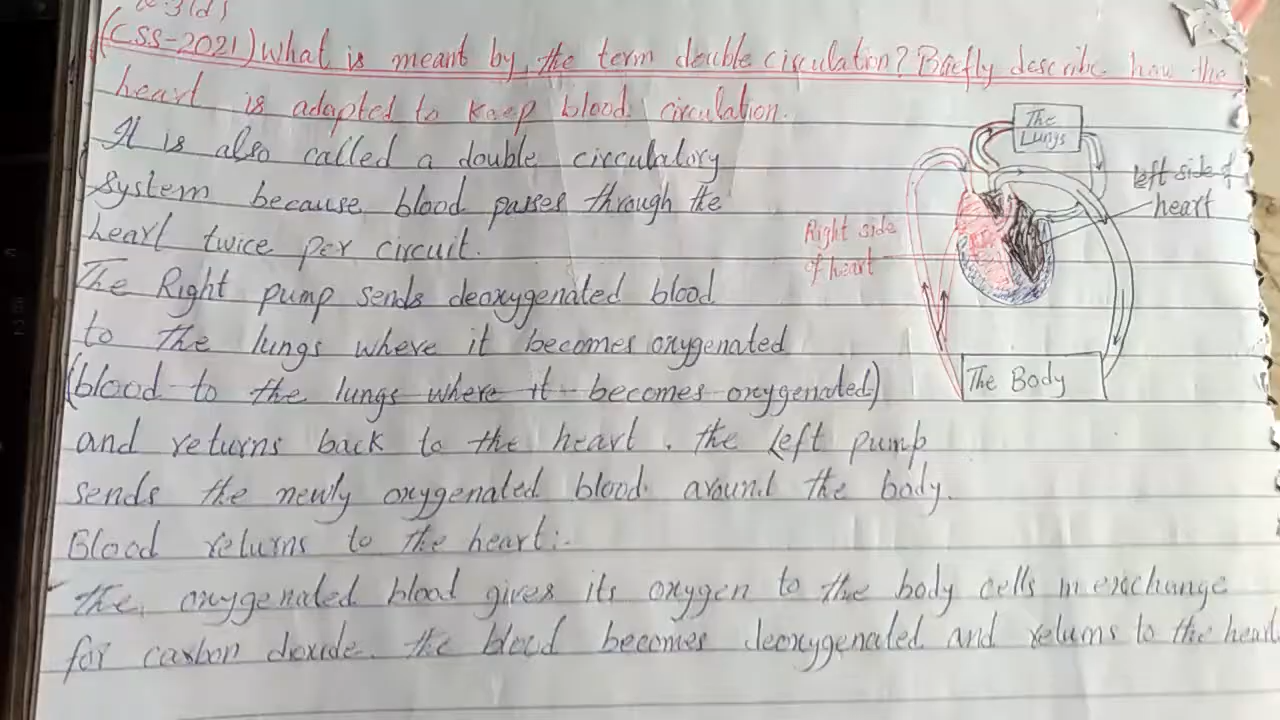 Q.3(d)
(CSS-2021) What is meant by, the term double circulation? Briefly describe how the
heart is adapted to keep blood circulation.
It is also called a double circulatory
system because blood passes through the
heart twice per circuit.
The Right pump sends deoxygenated blood
to the lungs where it becomes oxygenated
(blood to the lungs where it becomes oxygenated)
and returns back to the heart. the left pump
sends the newly oxygenated blood around the body.
Blood returns to the heart:-
the, oxygenated blood gives its oxygen to the body cells in exchange
for carbon dioxide. the blood becomes deoxygenated and returns to the heart
The
Lungs
left side of
heart
Right side
of heart
The Body